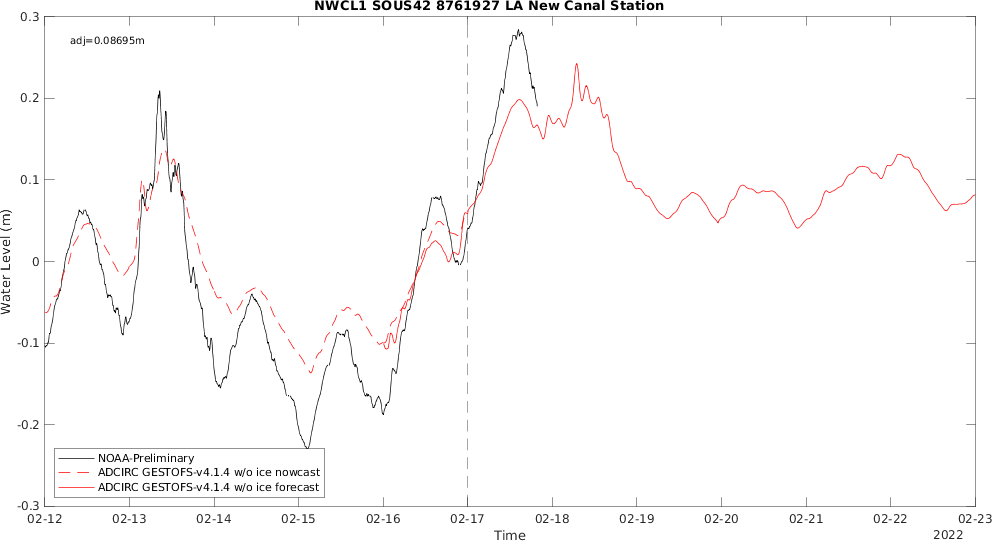 NWCL1 SOUS42 8761927 LA New Canal Station
adj=0.08695m
0.3
0.2
0.1
0
-0.1
-0.2
-0.3
Water Level (m)
NOAA-Preliminary
ADCIRC GESTOFS-v4.1.4 w/o ice nowcast
ADCIRC GESTOFS-v4.1.4 w/o ice forecast
02-12 02-13 02-14 02-15 02-16 02-17 02-18 02-19 02-20 02-21 02-22 02-23
Time
2022